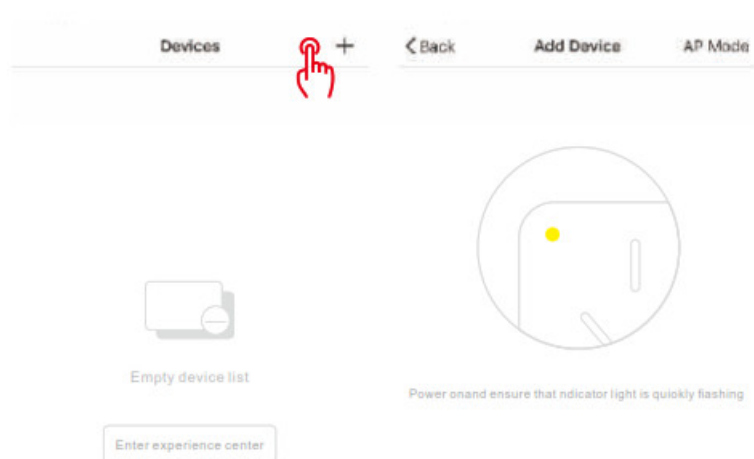 Devices
+
Back
Add Device
AP Mode
Empty device list
Enter experience center
Power onand ensure that ndicator light is quiokly fiashing